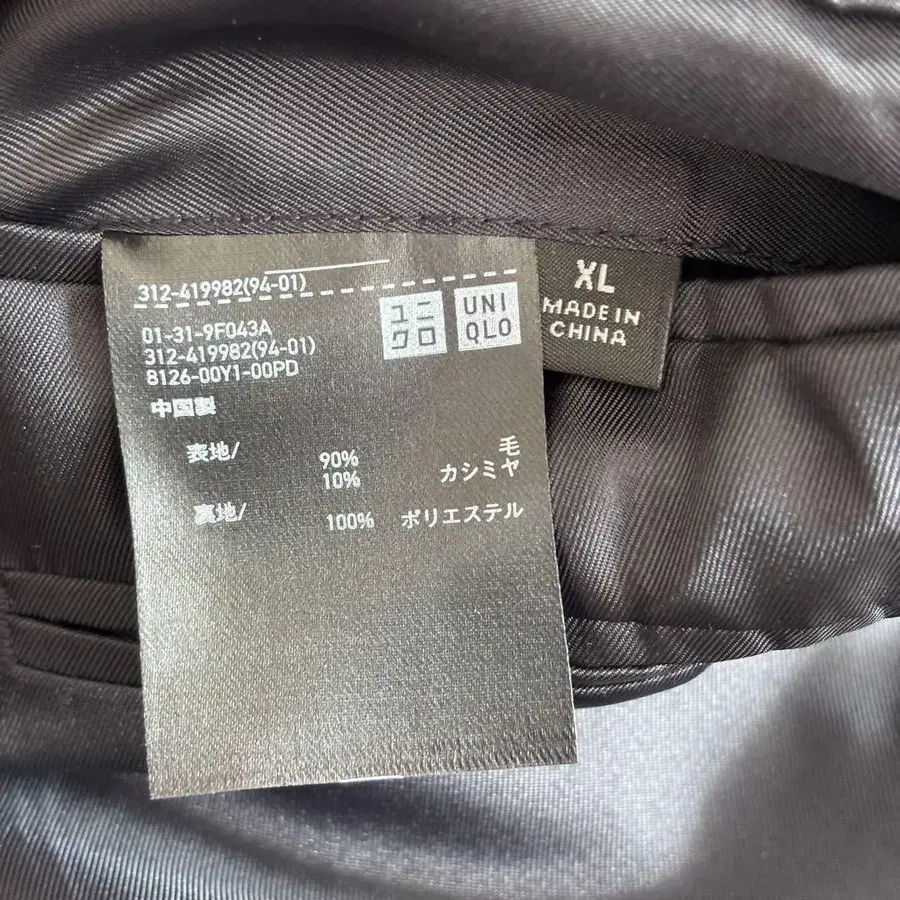 312-419982(94-01)
ユニ
クロ
UNI
QLO
XL
MADE IN
CHINA
01-31-9F043A
312-419982(94-01)
8126-00Y1-00PD
中国製
表地/
90% 毛
10% カシミヤ
裏地/
100% ポリエステル